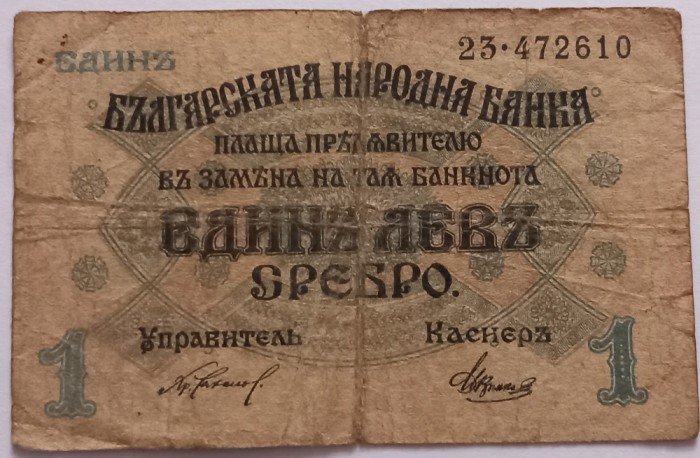 ЕДИНЪ
23·472610
БЪЛГАРСКАТА НАРОДНА БАНКА
ПЛАЩА ПРѢДЯВИТЕЛЮ
ВЪ ЗАМѢНА НА ТАЯ БАНКНОТА
ЕДИНЪ ЛЕВЪ
СРЕБРО.
Управитель Касиеръ
1 1